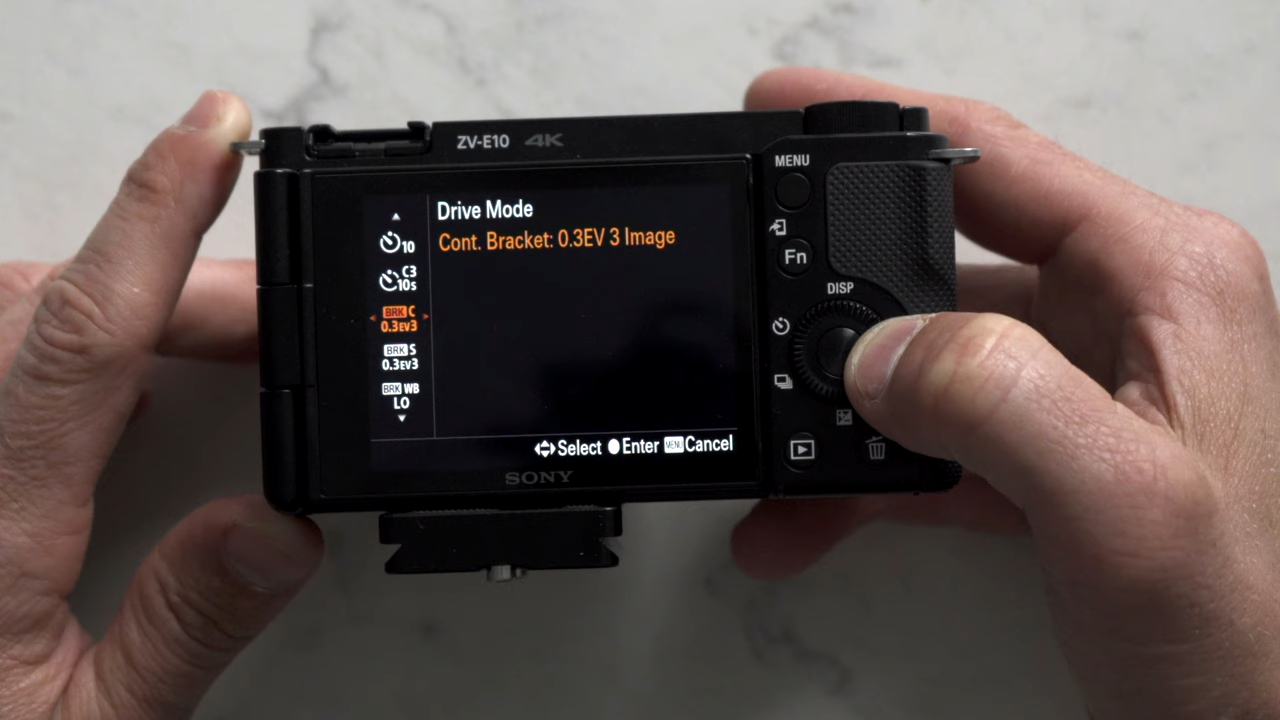 ZV-E10 4K
MENU
Fn
DISP
Drive Mode
Cont. Bracket: 0.3EV 3 Image
10
C3
10s
BRK C
0.3EV3
BRK S
0.3EV3
BRK WB
LO
Select Enter MENU Cancel
SONY